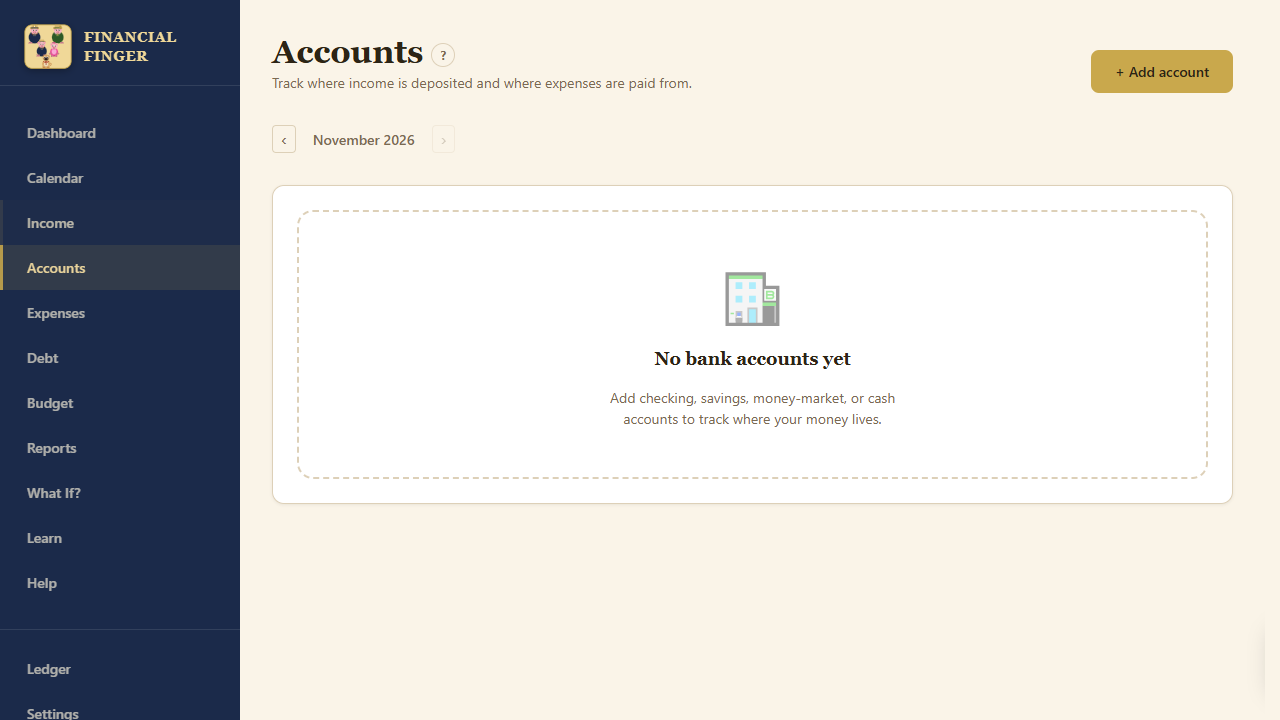 FINANCIAL
FINGER
Dashboard
Calendar
Income
Accounts
Expenses
Debt
Budget
Reports
What If?
Learn
Help
Ledger
Settings
Accounts ?
Track where income is deposited and where expenses are paid from.
+ Add account
‹ November 2026 ›
No bank accounts yet
Add checking, savings, money-market, or cash
accounts to track where your money lives.